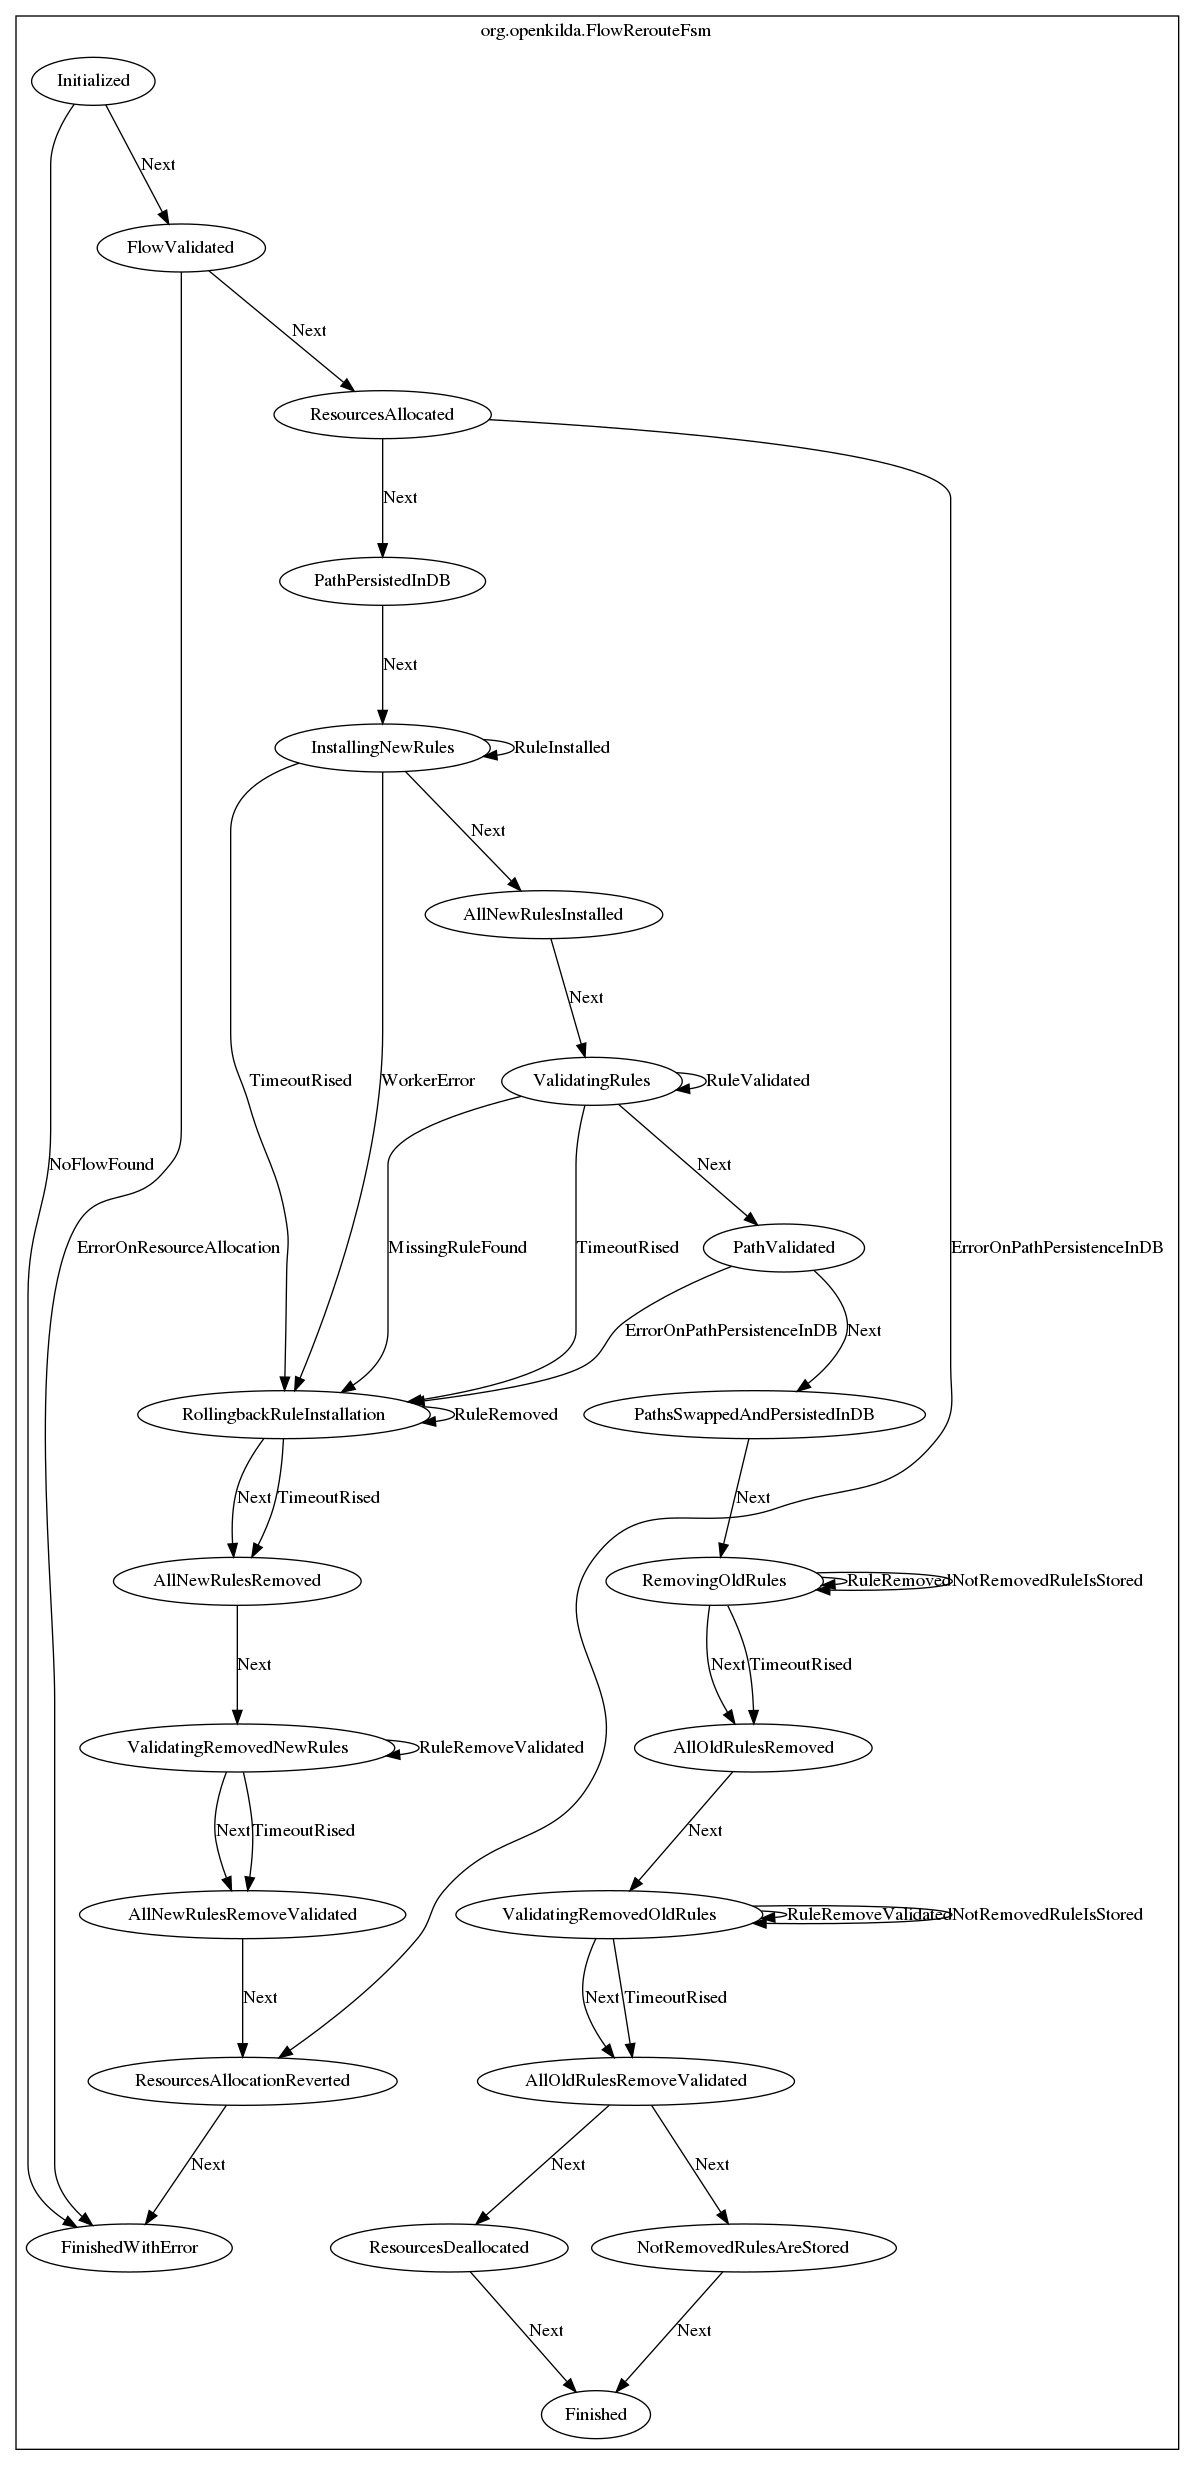 org.openkilda.FlowRerouteFsm
Initialized
Next
FlowValidated
Next
ResourcesAllocated
Next
PathPersistedInDB
Next
InstallingNewRules
RuleInstalled
Next
AllNewRulesInstalled
Next
TimeoutRised
WorkerError
ValidatingRules
RuleValidated
NoFlowFound
Next
ErrorOnResourceAllocation
MissingRuleFound
TimeoutRised
PathValidated
ErrorOnPathPersistenceInDB
ErrorOnPathPersistenceInDB
Next
RollingbackRuleInstallation
RuleRemoved
PathsSwappedAndPersistedInDB
Next
TimeoutRised
Next
AllNewRulesRemoved
RemovingOldRules
RuleRemoved
NotRemovedRuleIsStored
Next
Next
TimeoutRised
ValidatingRemovedNewRules
RuleRemoveValidated
AllOldRulesRemoved
Next
TimeoutRised
Next
AllNewRulesRemoveValidated
ValidatingRemovedOldRules
RuleRemoveValidated
NotRemovedRuleIsStored
Next
Next
TimeoutRised
ResourcesAllocationReverted
AllOldRulesRemoveValidated
Next
Next
Next
FinishedWithError
ResourcesDeallocated
NotRemovedRulesAreStored
Next
Next
Finished